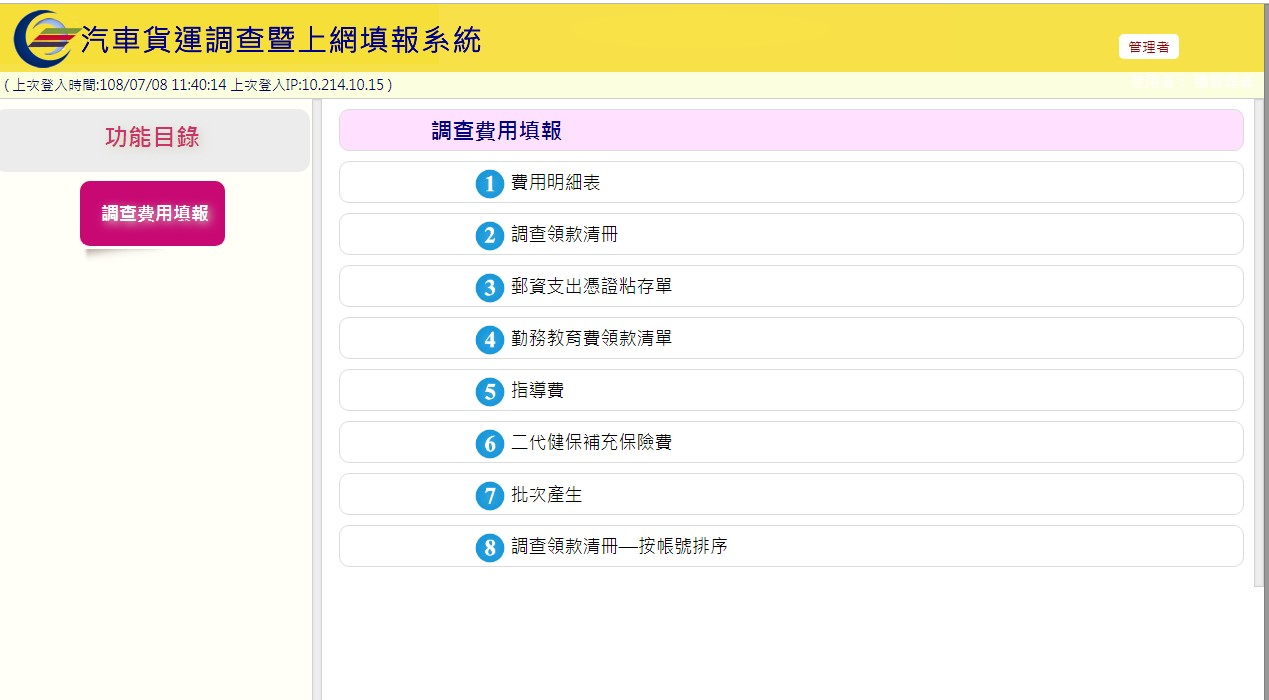 汽車貨運調查暨上網填報系統
管理者
( 上次登入時間:108/07/08 11:40:14 上次登入IP:10.214.10.15 )
功能目錄
調查費用填報
調查費用填報
1 費用明細表
2 調查領款清冊
3 郵資支出憑證粘存單
4 勤務教育費領款清單
5 指導費
6 二代健保補充保險費
7 批次產生
8 調查領款清冊—按帳號排序